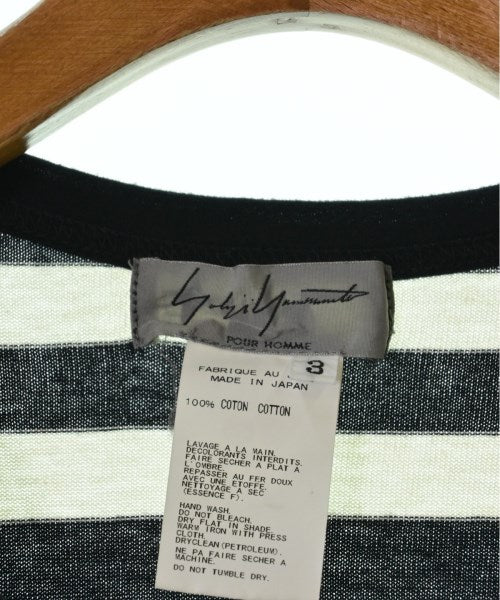 Yohji Yamamoto
POUR HOMME
3
FABRIQUE AU
MADE IN JAPAN
100% COTON COTTON
LAVAGE A LA MAIN.
DECOLORANTS INTERDITS.
FAIRE SECHER A PLAT A
L'OMBRE.
REPASSER AU FER DOUX
AVEC UNE ETOFFE.
NETTOYAGE A SEC
(ESSENCE F).
HAND WASH.
DO NOT BLEACH.
DRY FLAT IN SHADE
WARM IRON WITH PRESS
CLOTH.
DRYCLEAN(PETROLEUM).
NE PA FAIRE SECHER A
MACHINE.
DO NOT TUMBLE DRY.